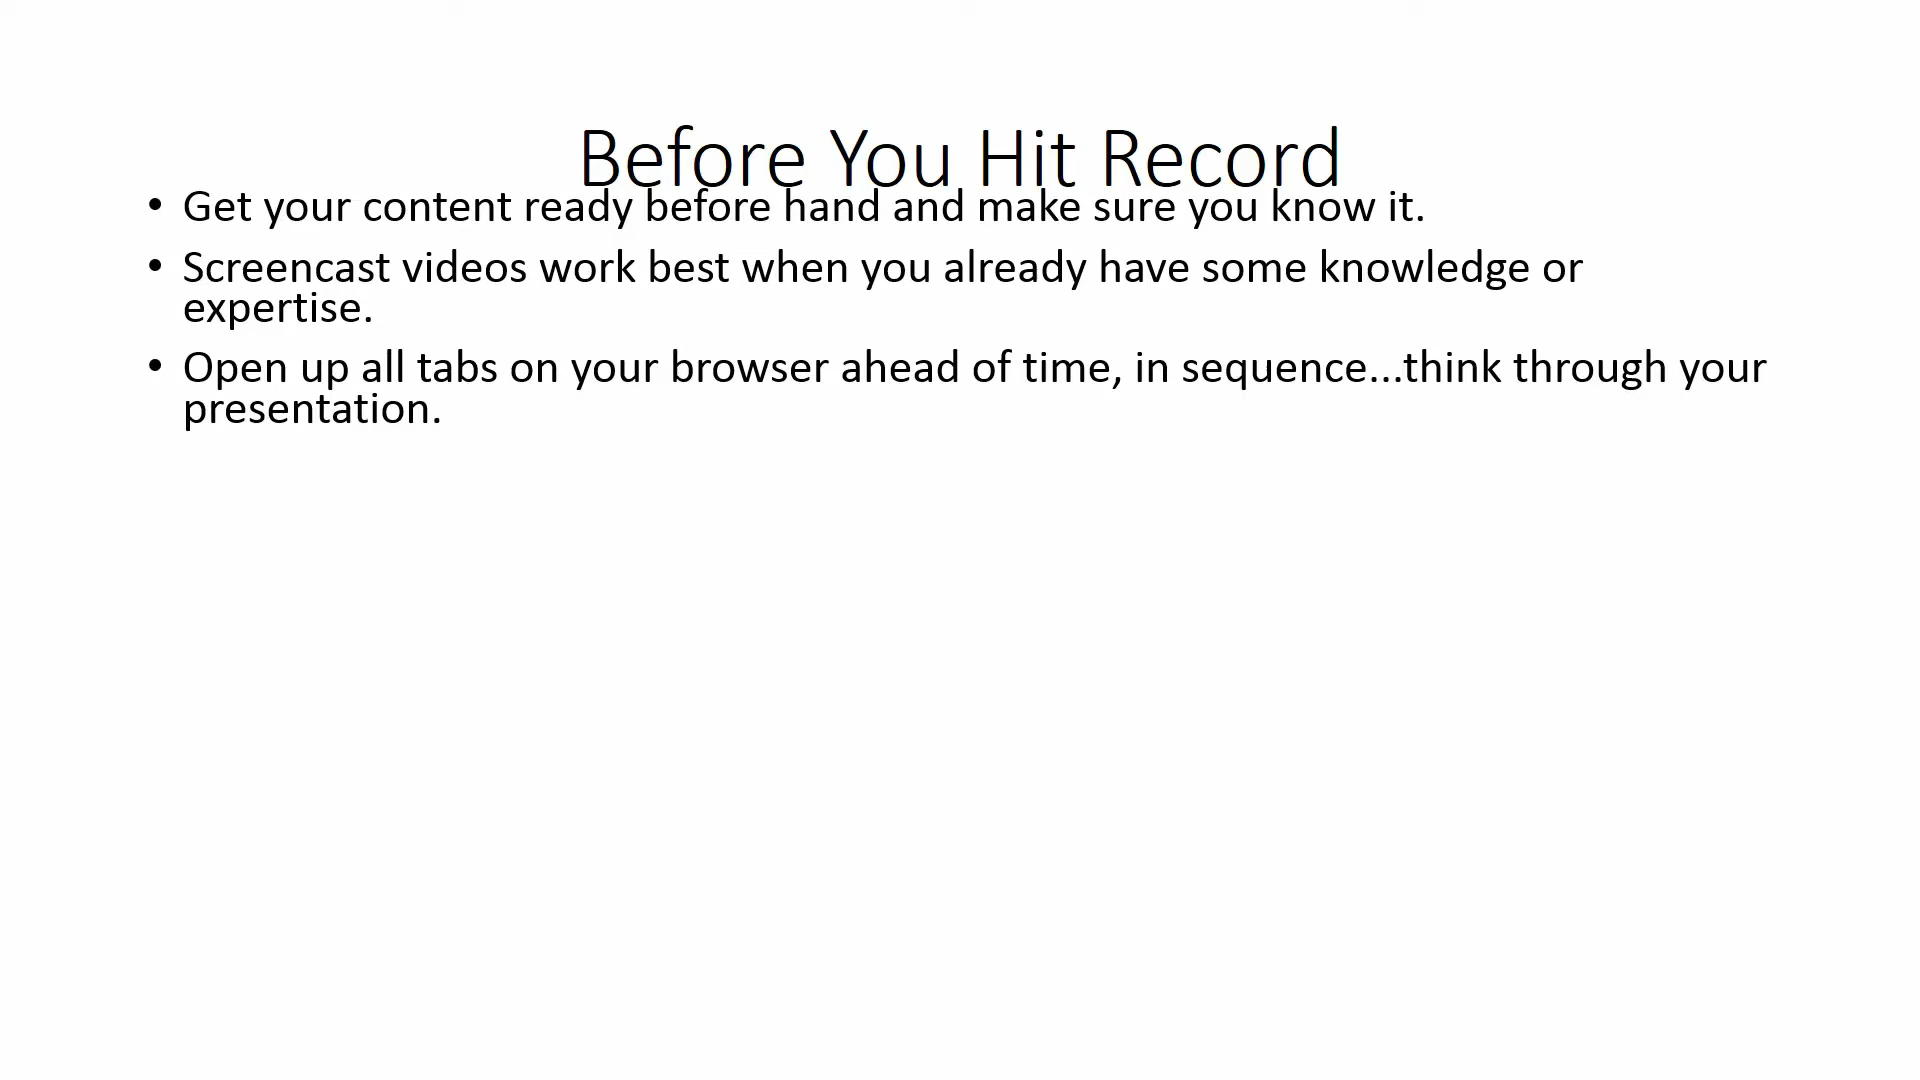 Before You Hit Record
• Get your content ready before hand and make sure you know it.
• Screencast videos work best when you already have some knowledge or
expertise.
• Open up all tabs on your browser ahead of time, in sequence...think through your
presentation.